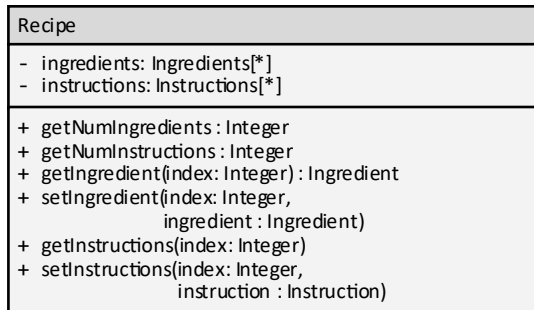 Recipe
- ingredients: Ingredients[*]
- instructions: Instructions[*]
+ getNumIngredients : Integer
+ getNumInstructions : Integer
+ getIngredient(index: Integer) : Ingredient
+ setIngredient(index: Integer,
ingredient : Ingredient)
+ getInstructions(index: Integer)
+ setInstructions(index: Integer,
instruction : Instruction)